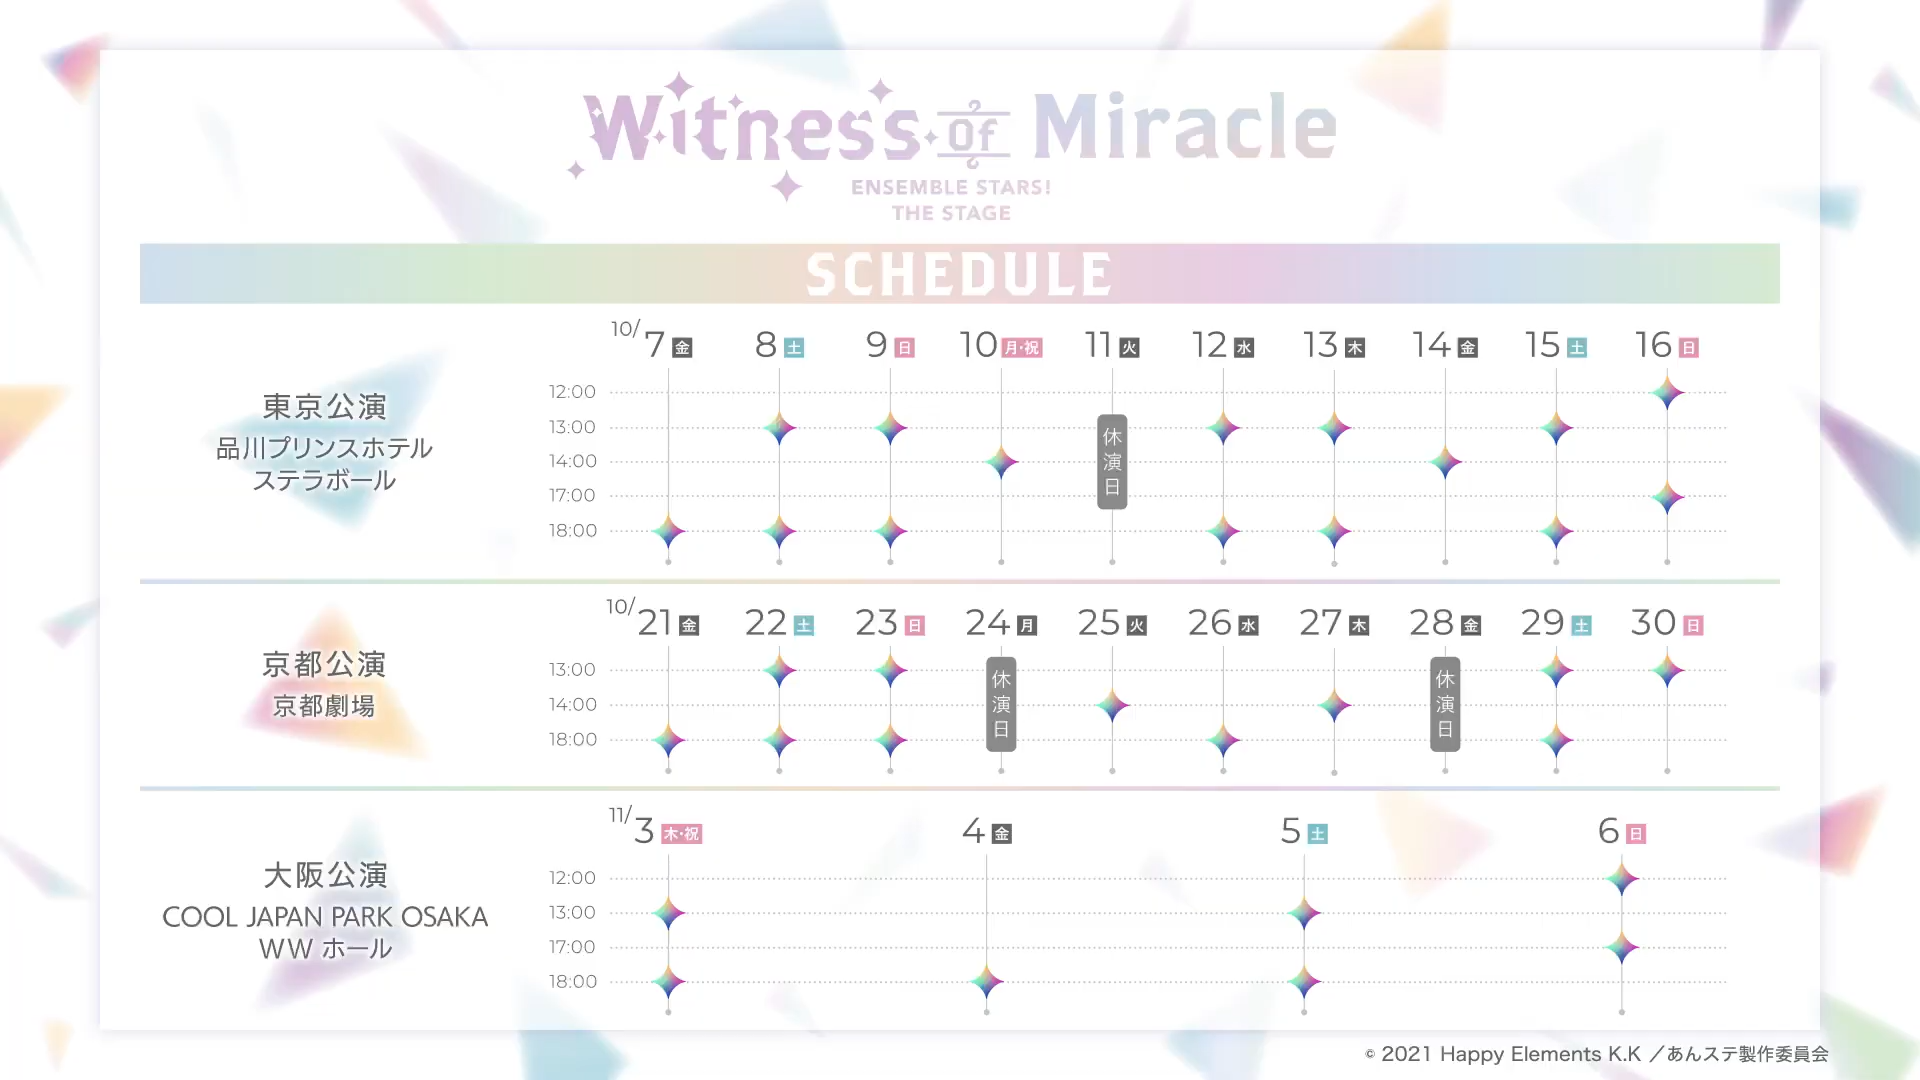 Witness of Miracle
ENSEMBLE STARS!
THE STAGE
SCHEDULE
10/7 金 8 土 9 日 10 月・祝 11 火 12 水 13 木 14 金 15 土 16 日
東京公演
品川プリンスホテル
ステラボール
12:00
13:00
14:00
17:00
18:00
休演日
10/21 金 22 土 23 日 24 月 25 火 26 水 27 木 28 金 29 土 30 日
京都公演
京都劇場
13:00
14:00
18:00
休演日
休演日
11/3 木・祝 4 金 5 土 6 日
大阪公演
COOL JAPAN PARK OSAKA
WW ホール
12:00
13:00
17:00
18:00
© 2021 Happy Elements K.K ／あんステ製作委員会